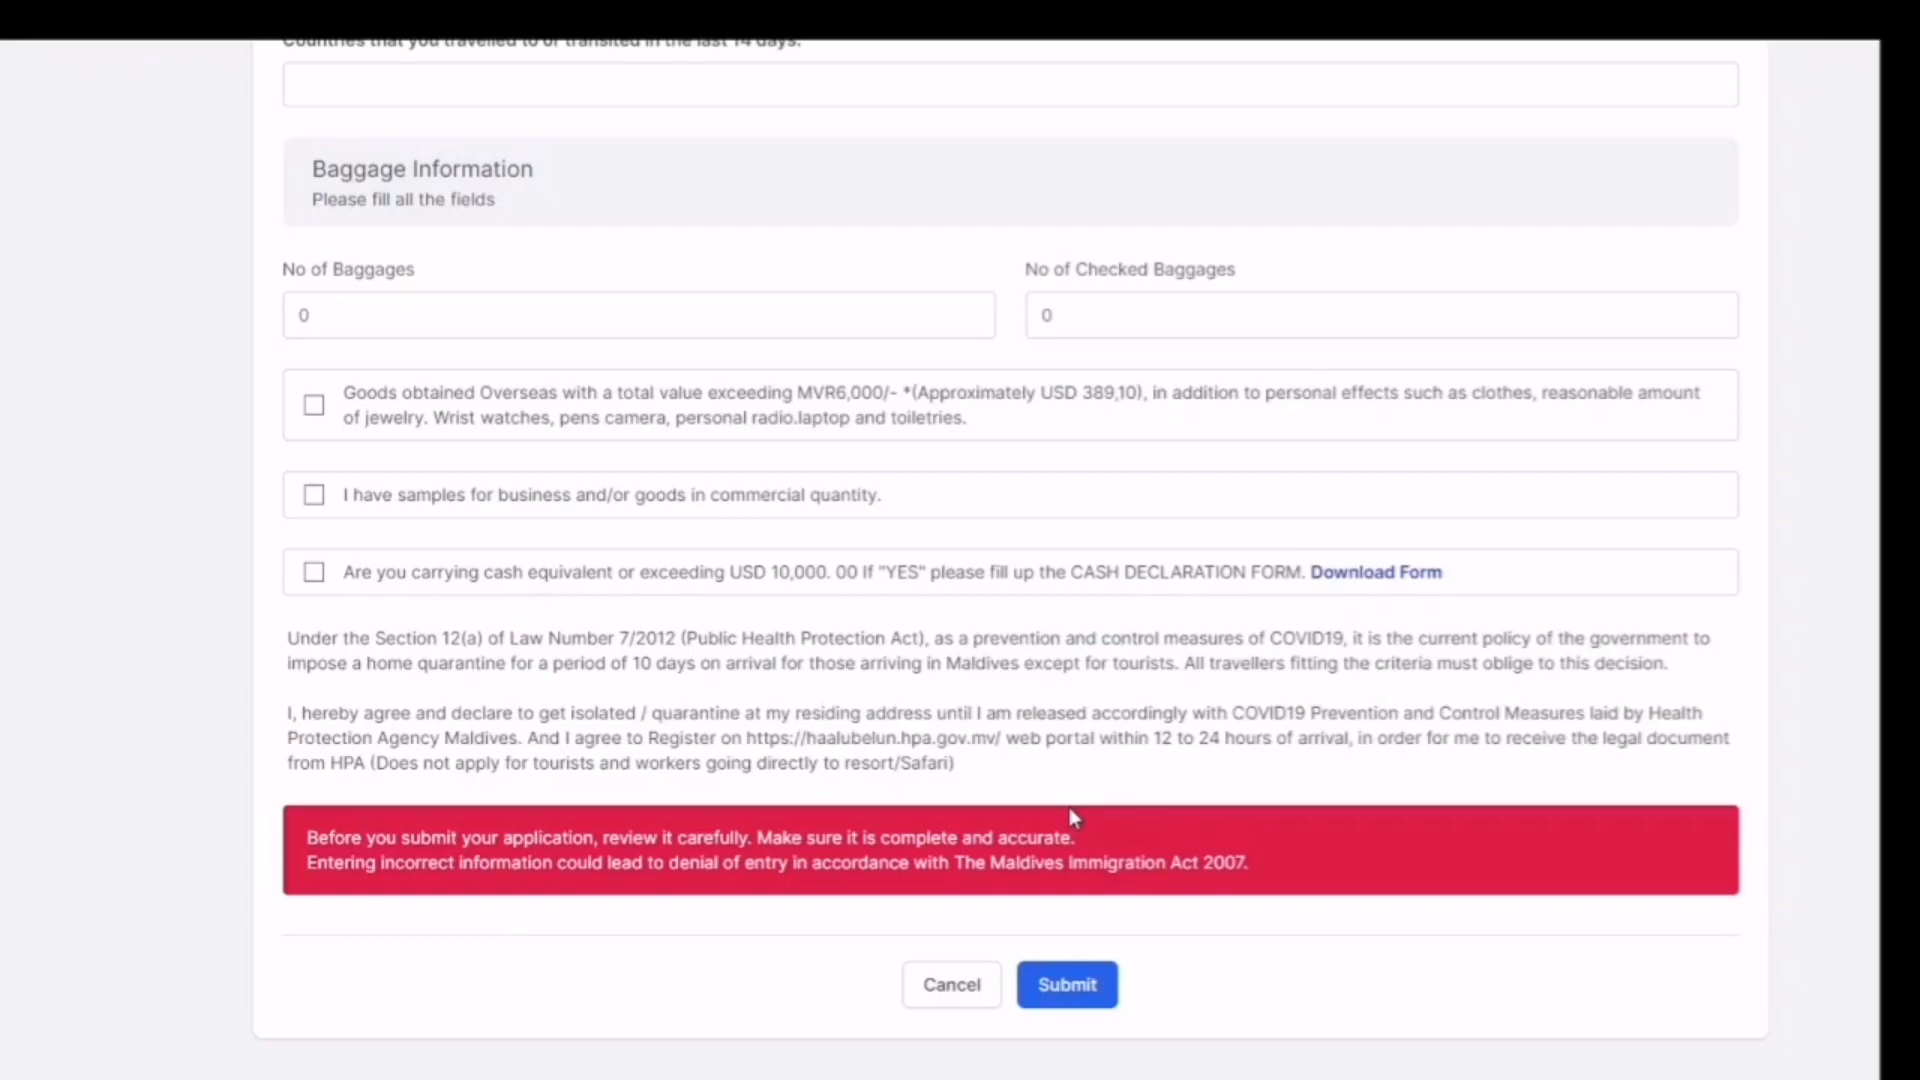 Countries that you travelled to or transited in the last 14 days.
Baggage Information
Please fill all the fields
No of Baggages
No of Checked Baggages
0
0
Goods obtained Overseas with a total value exceeding MVR6,000/- *(Approximately USD 389,10), in addition to personal effects such as clothes, reasonable amount
of jewelry. Wrist watches, pens camera, personal radio.laptop and toiletries.
I have samples for business and/or goods in commercial quantity.
Are you carrying cash equivalent or exceeding USD 10,000. 00 If "YES" please fill up the CASH DECLARATION FORM. Download Form
Under the Section 12(a) of Law Number 7/2012 (Public Health Protection Act), as a prevention and control measures of COVID19, it is the current policy of the government to
impose a home quarantine for a period of 10 days on arrival for those arriving in Maldives except for tourists. All travellers fitting the criteria must oblige to this decision.
I, hereby agree and declare to get isolated / quarantine at my residing address until I am released accordingly with COVID19 Prevention and Control Measures laid by Health
Protection Agency Maldives. And I agree to Register on https://haalubelun.hpa.gov.mv/ web portal within 12 to 24 hours of arrival, in order for me to receive the legal document
from HPA (Does not apply for tourists and workers going directly to resort/Safari)
Before you submit your application, review it carefully. Make sure it is complete and accurate.
Entering incorrect information could lead to denial of entry in accordance with The Maldives Immigration Act 2007.
Cancel
Submit